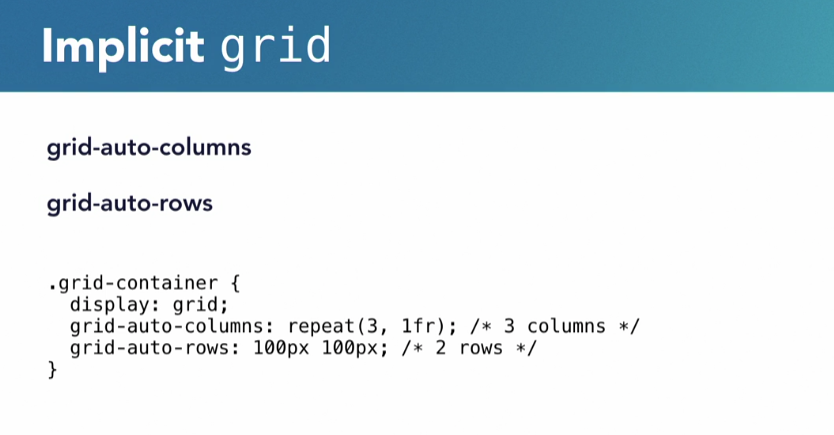 Implicit grid
grid-auto-columns
grid-auto-rows
.grid-container {
  display: grid;
  grid-auto-columns: repeat(3, 1fr); /* 3 columns */
  grid-auto-rows: 100px 100px; /* 2 rows */
}